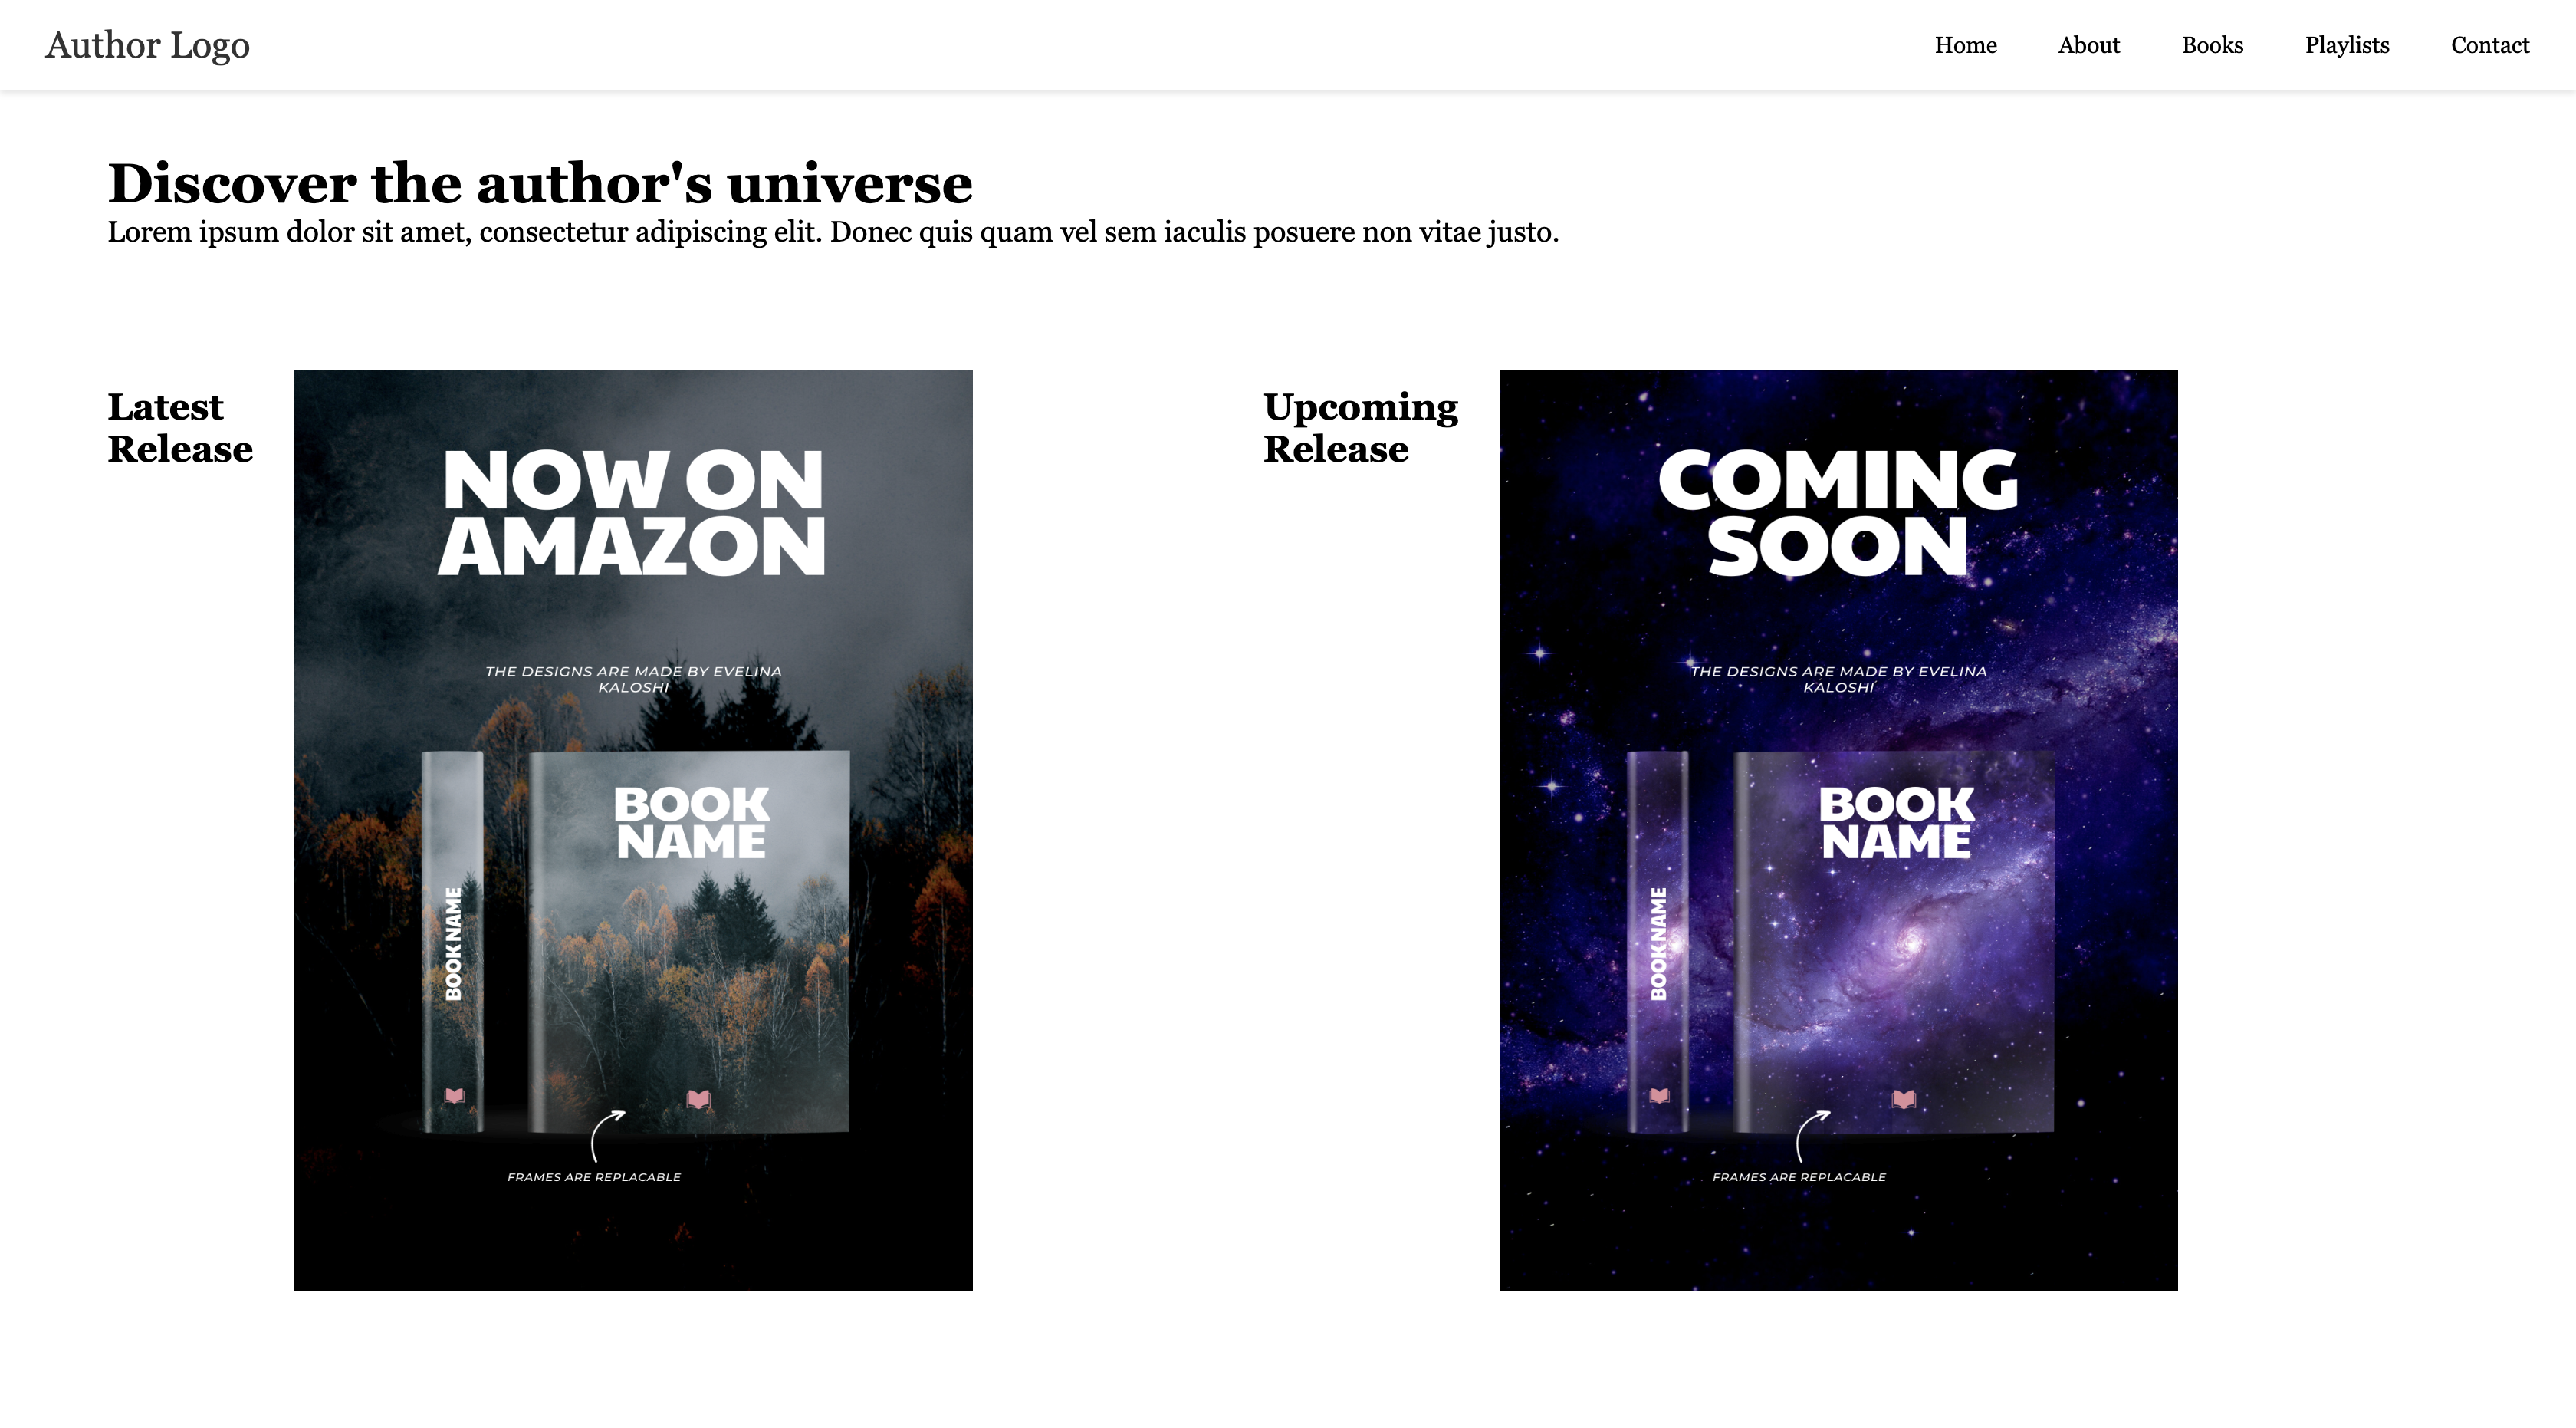 Author Logo
Home About Books Playlists Contact
Discover the author's universe
Lorem ipsum dolor sit amet, consectetur adipiscing elit. Donec quis quam vel sem iaculis posuere non vitae justo.
Latest
Release
NOW ON
AMAZON
THE DESIGNS ARE MADE BY EVELINA
KALOSHI
BOOK NAME
BOOK
NAME
FRAMES ARE REPLACABLE
Upcoming
Release
COMING
SOON
THE DESIGNS ARE MADE BY EVELINA
KALOSHI
BOOK NAME
BOOK
NAME
FRAMES ARE REPLACABLE